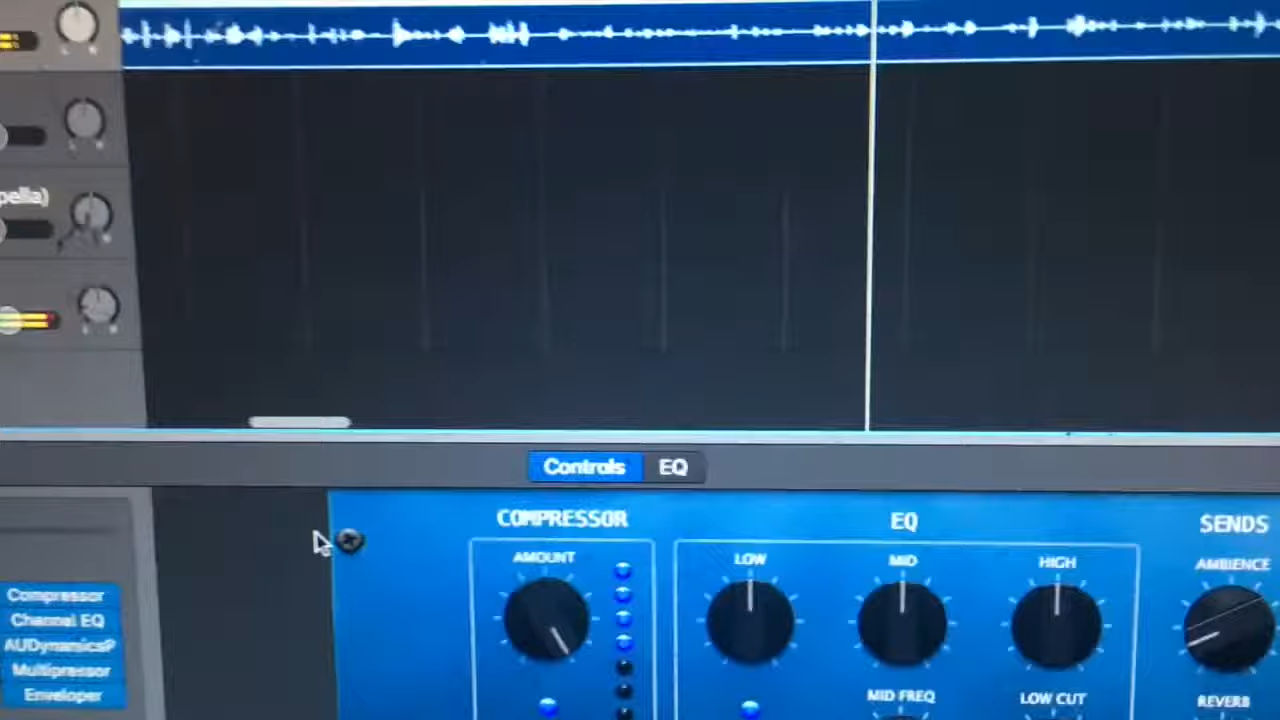 pella)
Controls EQ
COMPRESSOR EQ SENDS
AMOUNT LOW MID HIGH AMBIENCE
Compressor
Channel EQ
AUDynamicsP
Multipressor
Enveloper
MID FREQ LOW CUT REVERB